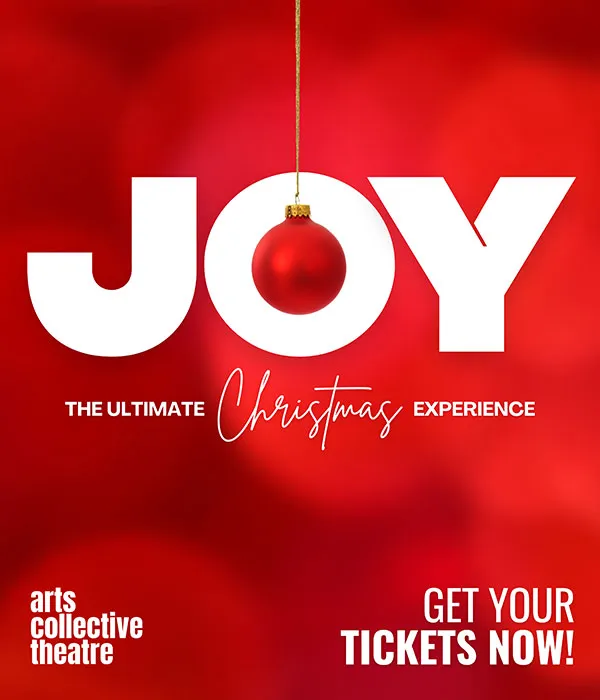 JOY
THE ULTIMATE Christmas EXPERIENCE
arts
collective
theatre
GET YOUR
TICKETS NOW!